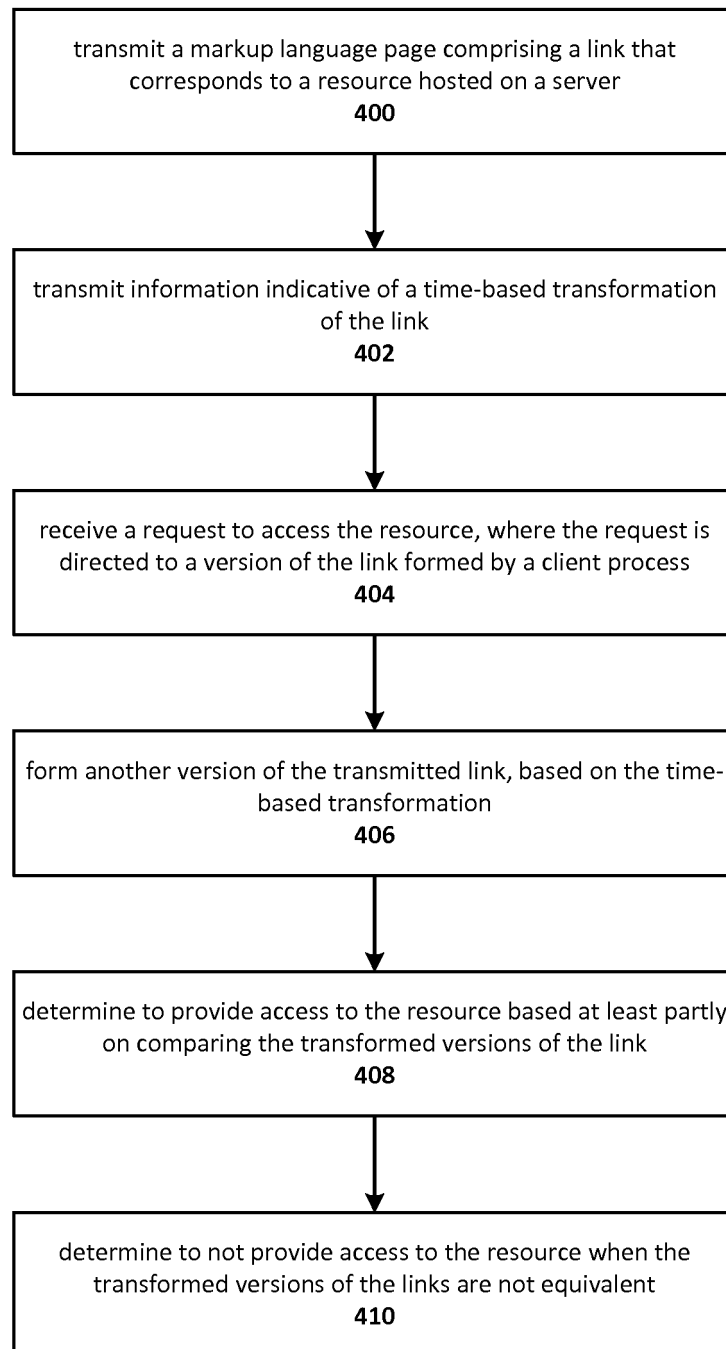 transmit a markup language page comprising a link that
corresponds to a resource hosted on a server
400
transmit information indicative of a time-based transformation
of the link
402
receive a request to access the resource, where the request is
directed to a version of the link formed by a client process
404
form another version of the transmitted link, based on the time-
based transformation
406
determine to provide access to the resource based at least partly
on comparing the transformed versions of the link
408
determine to not provide access to the resource when the
transformed versions of the links are not equivalent
410